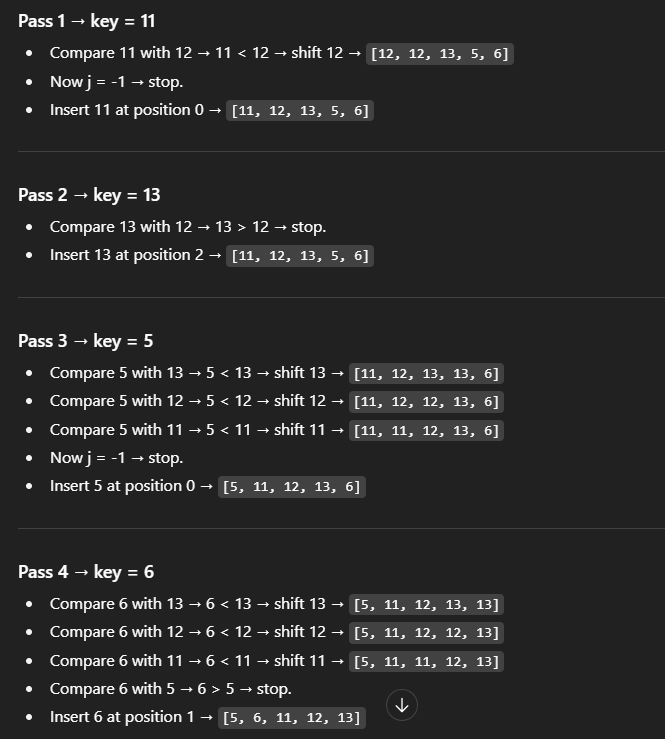 Pass 1 → key = 11
• Compare 11 with 12 → 11 < 12 → shift 12 → [12, 12, 13, 5, 6]
• Now j = -1 → stop.
• Insert 11 at position 0 → [11, 12, 13, 5, 6]
Pass 2 → key = 13
• Compare 13 with 12 → 13 > 12 → stop.
• Insert 13 at position 2 → [11, 12, 13, 5, 6]
Pass 3 → key = 5
• Compare 5 with 13 → 5 < 13 → shift 13 → [11, 12, 13, 13, 6]
• Compare 5 with 12 → 5 < 12 → shift 12 → [11, 12, 12, 13, 6]
• Compare 5 with 11 → 5 < 11 → shift 11 → [11, 11, 12, 13, 6]
• Now j = -1 → stop.
• Insert 5 at position 0 → [5, 11, 12, 13, 6]
Pass 4 → key = 6
• Compare 6 with 13 → 6 < 13 → shift 13 → [5, 11, 12, 13, 13]
• Compare 6 with 12 → 6 < 12 → shift 12 → [5, 11, 12, 12, 13]
• Compare 6 with 11 → 6 < 11 → shift 11 → [5, 11, 11, 12, 13]
• Compare 6 with 5 → 6 > 5 → stop.
• Insert 6 at position 1 → [5, 6, 11, 12, 13]